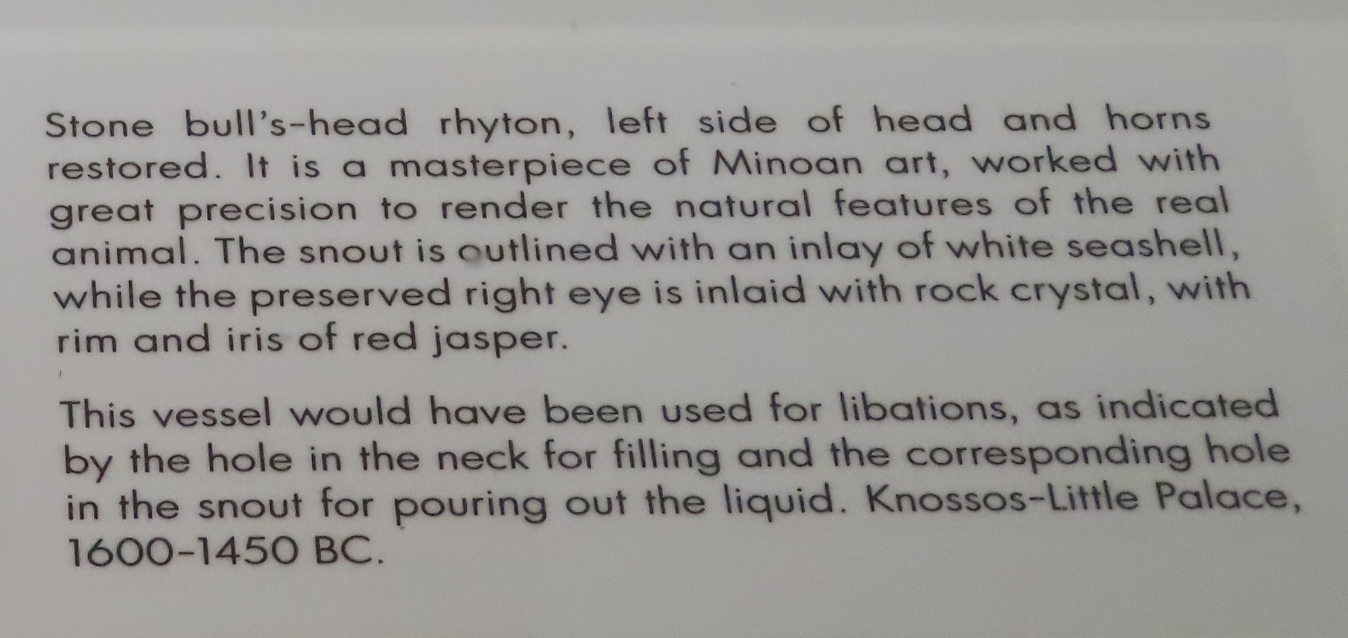 Stone bull's-head rhyton, left side of head and horns
restored. It is a masterpiece of Minoan art, worked with
great precision to render the natural features of the real
animal. The snout is outlined with an inlay of white seashell,
while the preserved right eye is inlaid with rock crystal, with
rim and iris of red jasper.
This vessel would have been used for libations, as indicated
by the hole in the neck for filling and the corresponding hole
in the snout for pouring out the liquid. Knossos-Little Palace,
1600-1450 BC.